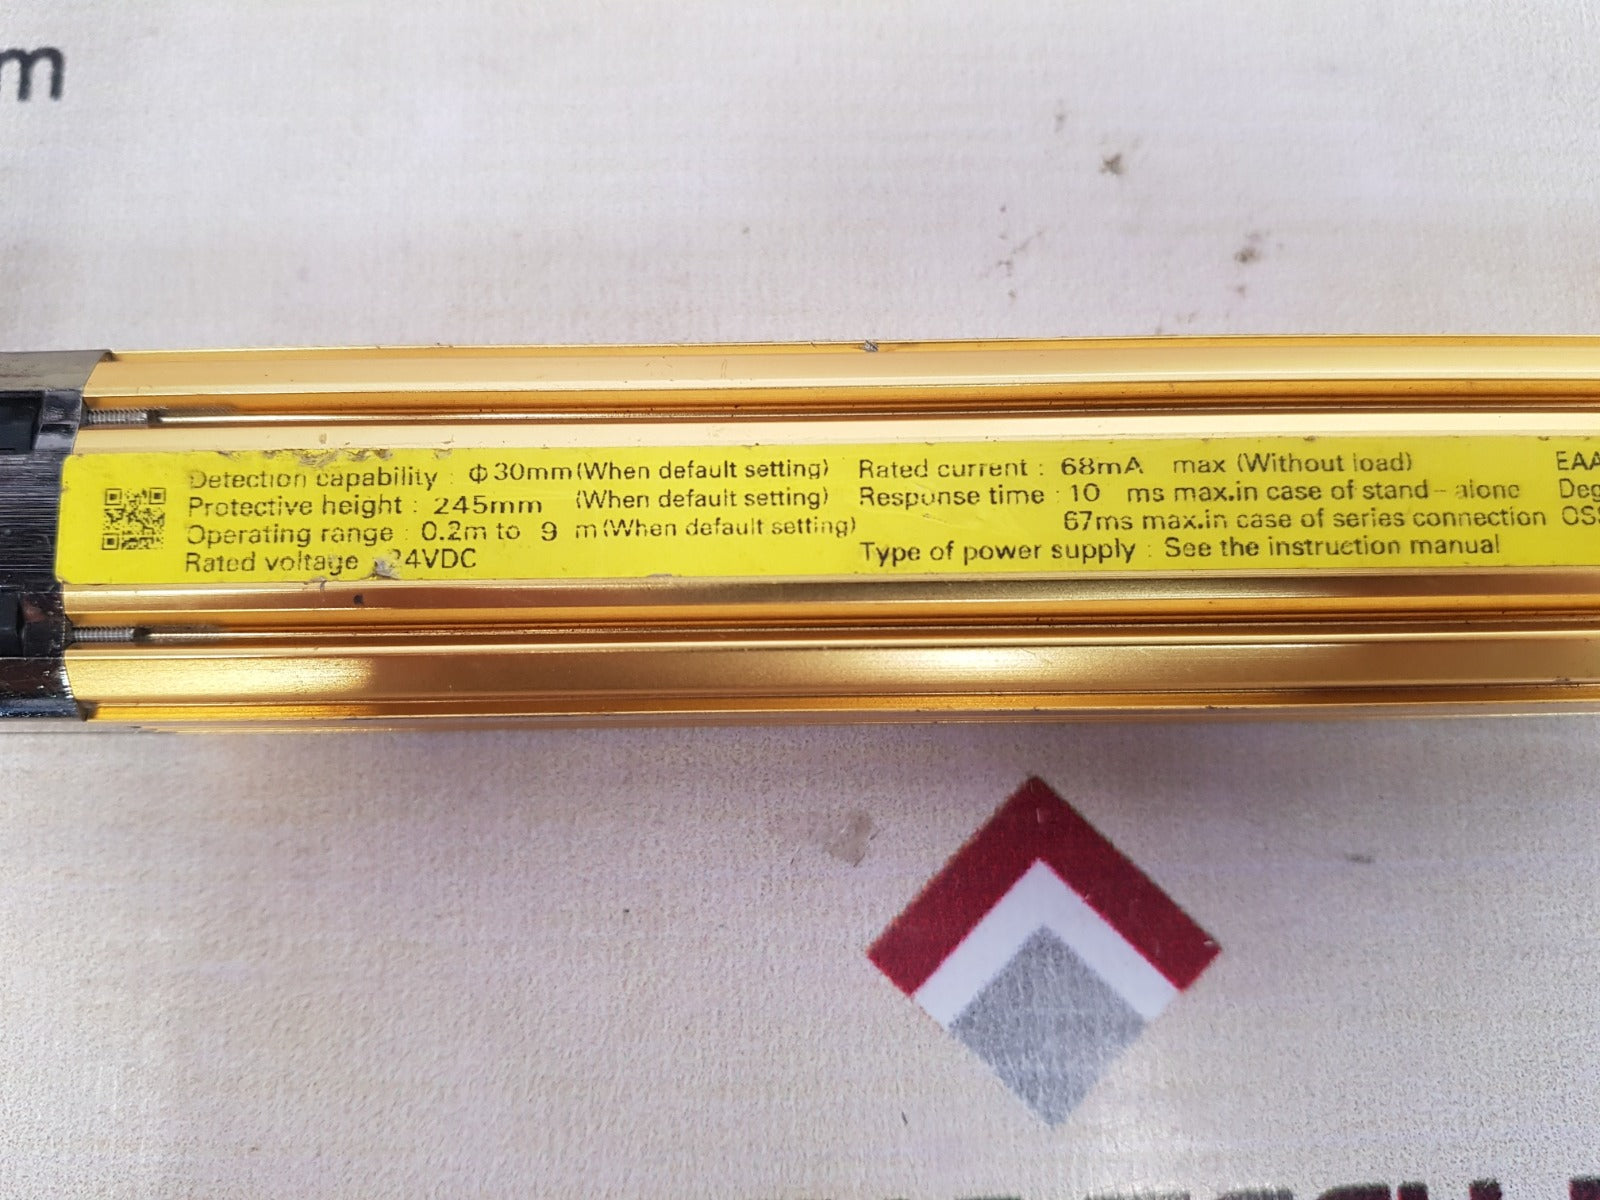 m
Detection capability : Φ30mm(When default setting)
Protective height : 245mm (When default setting)
Operating range : 0.2m to 9 m(When default setting)
Rated voltage 24VDC
Rated current : 68mA max (Without load)
Response time : 10 ms max.in case of stand-alone
67ms max.in case of series connection
Type of power supply : See the instruction manual
EAA
Deg
OSS